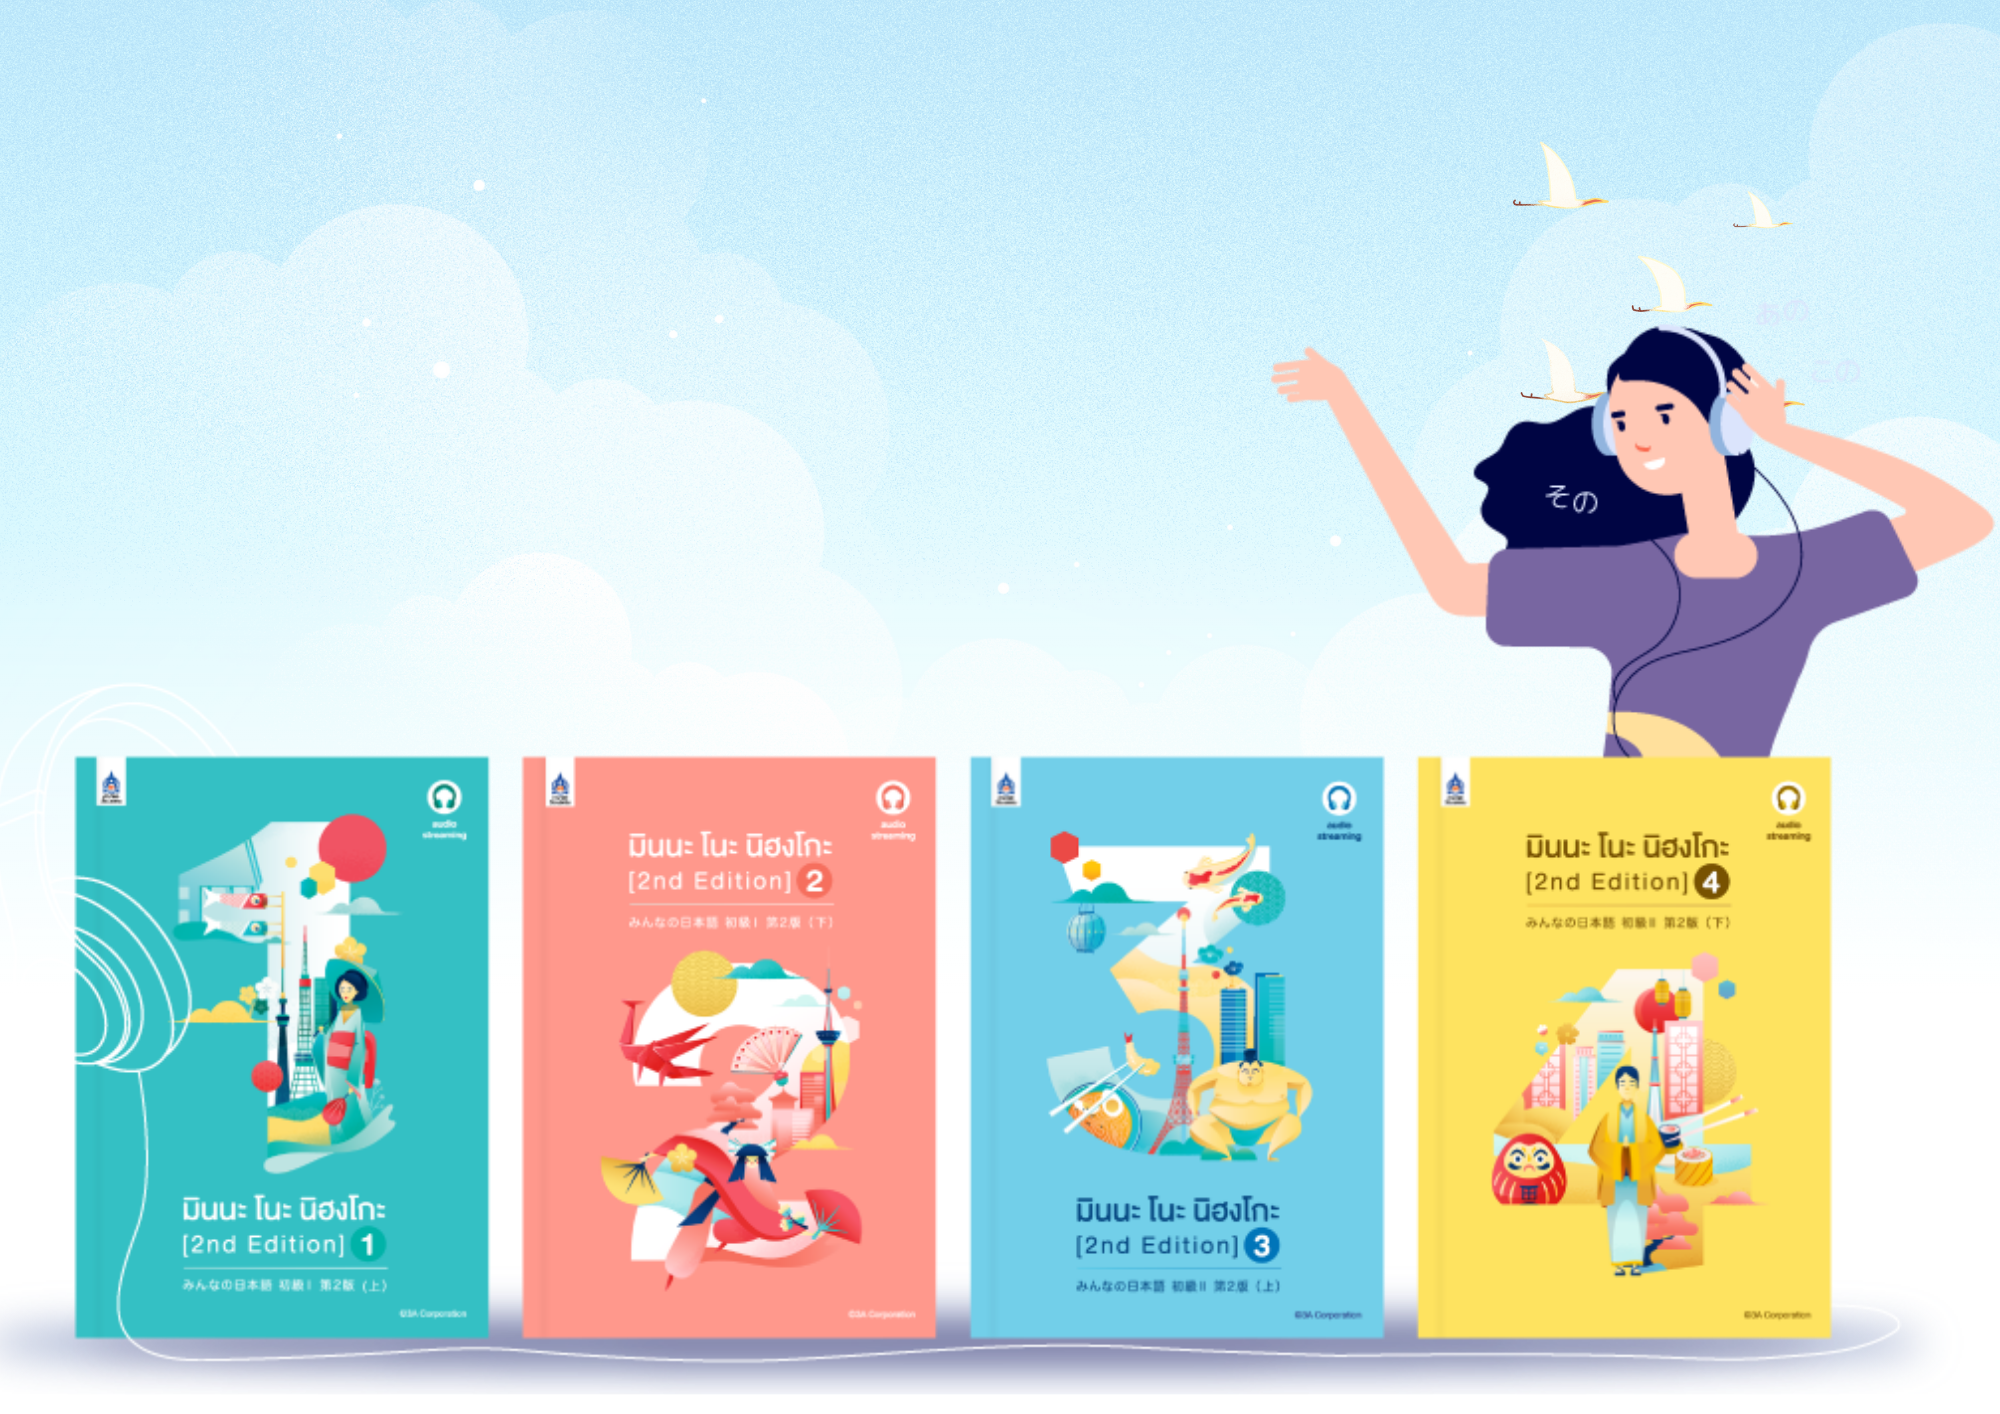 あの
この
その
audio
streaming
มินนะ โนะ นิฮงโกะ
[2nd Edition] 1
みんなの日本語 初級Ⅰ 第2版（上）
©3A Corporation
audio
streaming
มินนะ โนะ นิฮงโกะ
[2nd Edition] 2
みんなの日本語 初級Ⅰ 第2版（下）
©3A Corporation
audio
streaming
มินนะ โนะ นิฮงโกะ
[2nd Edition] 3
みんなの日本語 初級Ⅱ 第2版（上）
©3A Corporation
audio
streaming
มินนะ โนะ นิฮงโกะ
[2nd Edition] 4
みんなの日本語 初級Ⅱ 第2版（下）
©3A Corporation